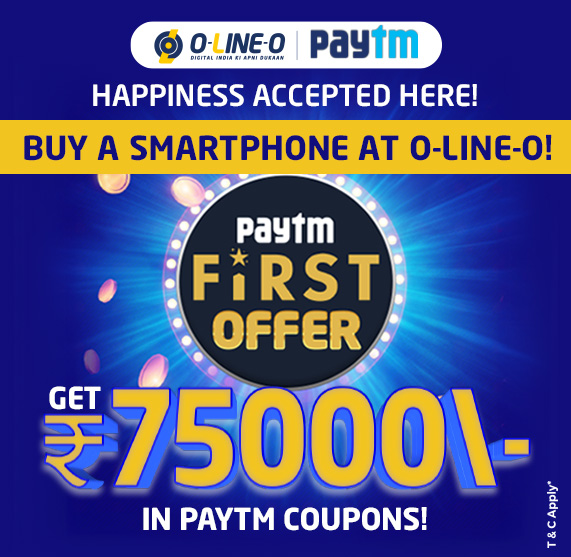 O-LINE-O
DIGITAL INDIA KI APNI DUKAAN
paytm
HAPPINESS ACCEPTED HERE!
BUY A SMARTPHONE AT O-LINE-O!
paytm
FiRST
OFFER
GET
₹75000\-
IN PAYTM COUPONS!
T & C Apply*